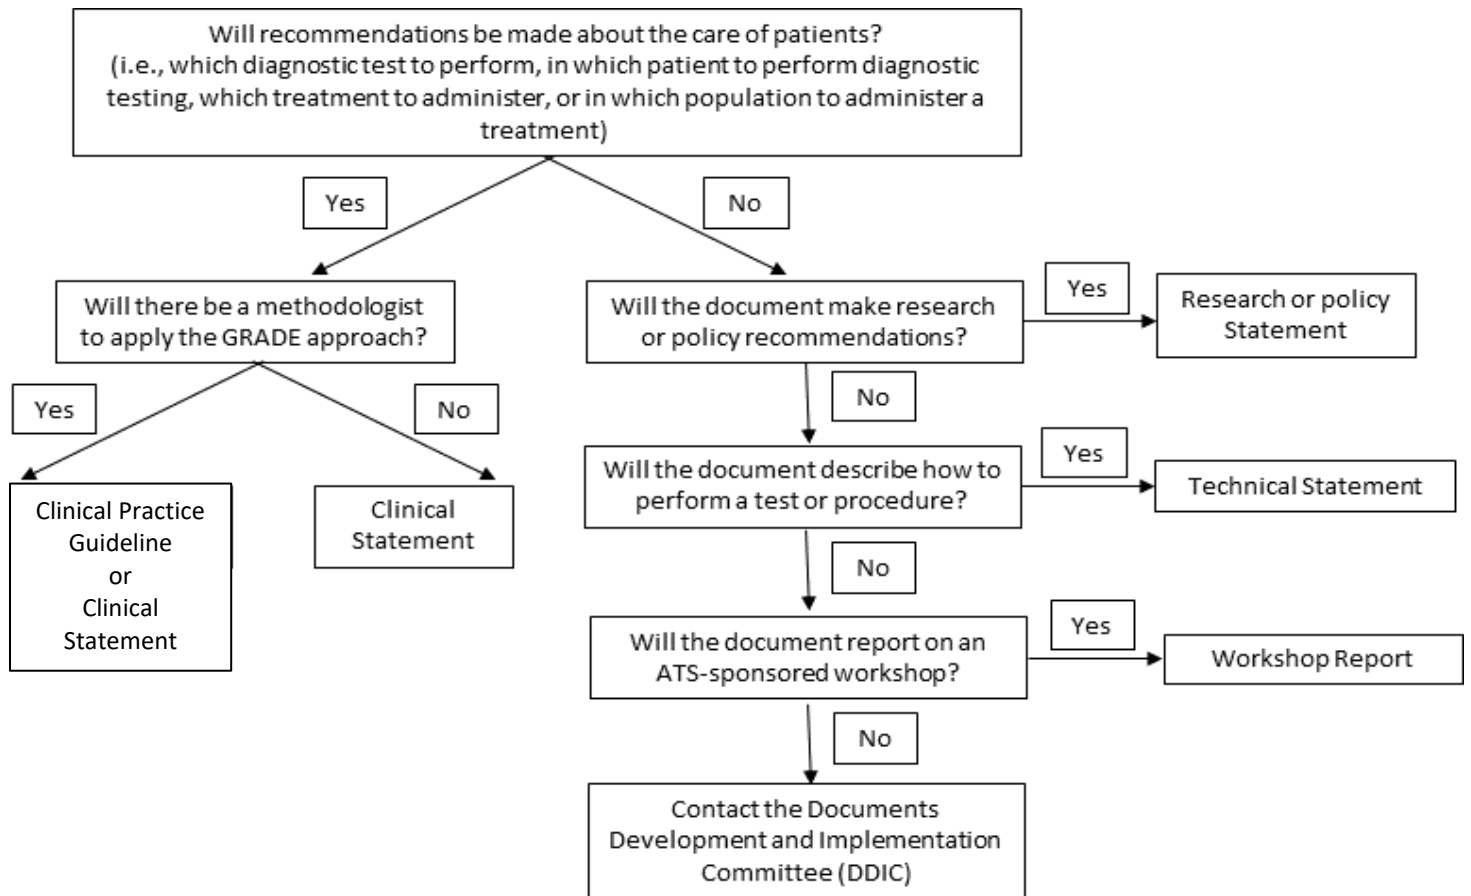 Will recommendations be made about the care of patients?
(i.e., which diagnostic test to perform, in which patient to perform diagnostic
testing, which treatment to administer, or in which population to administer a
treatment)
Yes
No
Will there be a methodologist
to apply the GRADE approach?
Will the document make research
or policy recommendations?
Yes
Research or policy
Statement
Yes
No
No
Clinical Practice
Guideline
or
Clinical
Statement
Clinical
Statement
Will the document describe how to
perform a test or procedure?
Yes
Technical Statement
No
Will the document report on an
ATS-sponsored workshop?
Yes
Workshop Report
No
Contact the Documents
Development and Implementation
Committee (DDIC)